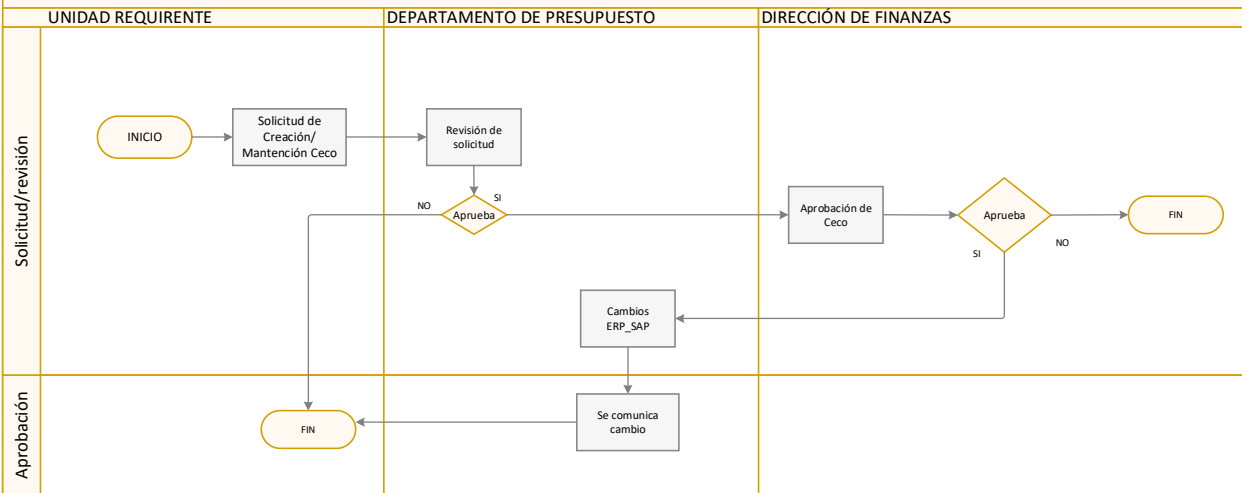 UNIDAD REQUIRENTE
DEPARTAMENTO DE PRESUPUESTO
DIRECCIÓN DE FINANZAS
Solicitud/revisión
INICIO
Solicitud de
Creación/
Mantención Ceco
Revisión de
solicitud
NO
SI
Aprueba
Aprobación de
Ceco
Aprueba
SI
NO
FIN
Cambios
ERP_SAP
Aprobación
FIN
Se comunica
cambio